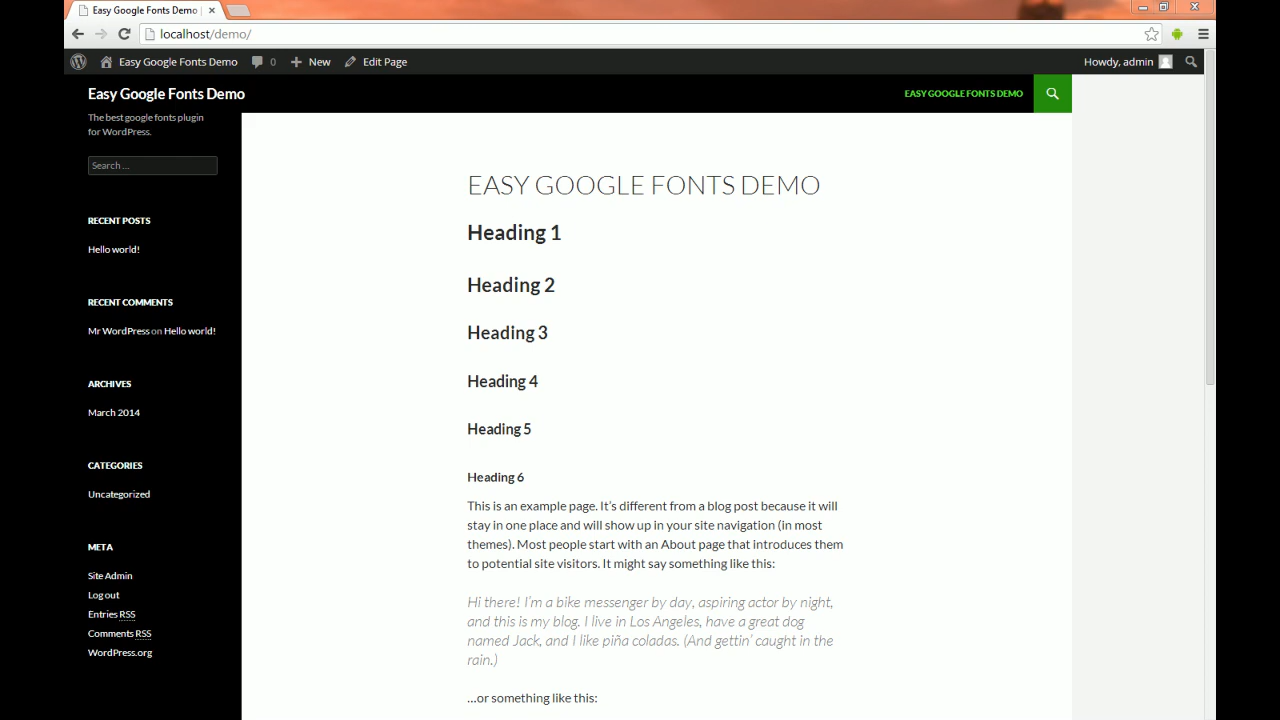 Easy Google Fonts Demo |
localhost/demo/
Easy Google Fonts Demo 0 New Edit Page Howdy, admin
Easy Google Fonts Demo
EASY GOOGLE FONTS DEMO
The best google fonts plugin
for WordPress.
Search ...
RECENT POSTS
Hello world!
RECENT COMMENTS
Mr WordPress on Hello world!
ARCHIVES
March 2014
CATEGORIES
Uncategorized
META
Site Admin
Log out
Entries RSS
Comments RSS
WordPress.org
EASY GOOGLE FONTS DEMO
Heading 1
Heading 2
Heading 3
Heading 4
Heading 5
Heading 6
This is an example page. It’s different from a blog post because it will
stay in one place and will show up in your site navigation (in most
themes). Most people start with an About page that introduces them
to potential site visitors. It might say something like this:
Hi there! I’m a bike messenger by day, aspiring actor by night,
and this is my blog. I live in Los Angeles, have a great dog
named Jack, and I like piña coladas. (And gettin’ caught in the
rain.)
…or something like this: